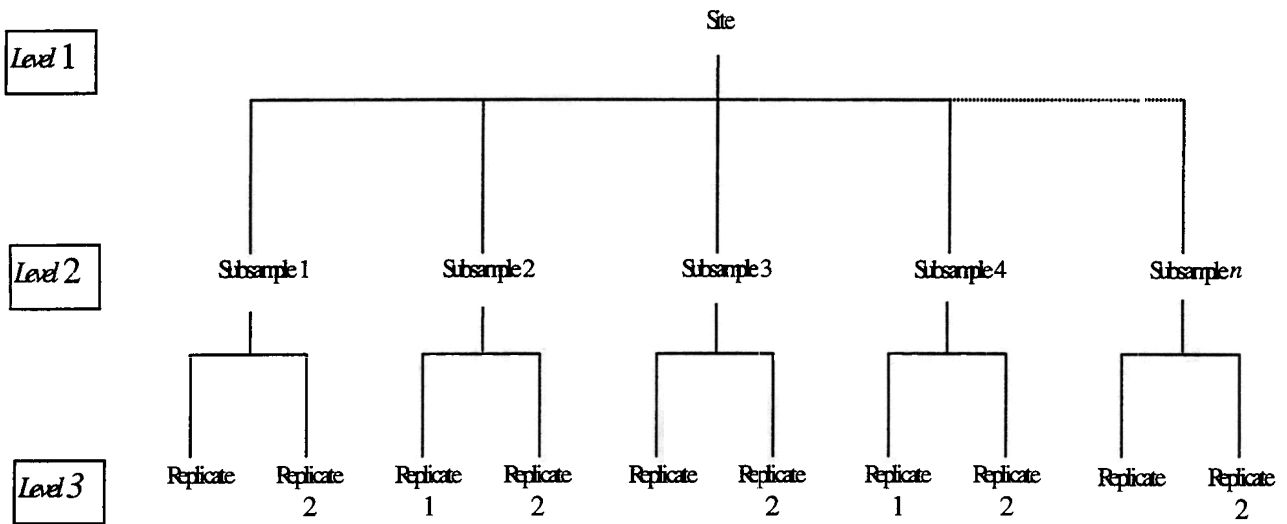 Site
Level 1
Level 2
Subsample 1
Subsample 2
Subsample 3
Subsample 4
Subsample n
Level 3
Replicate
Replicate
2
Replicate
1
Replicate
2
Replicate
Replicate
2
Replicate
1
Replicate
2
Replicate
Replicate
2